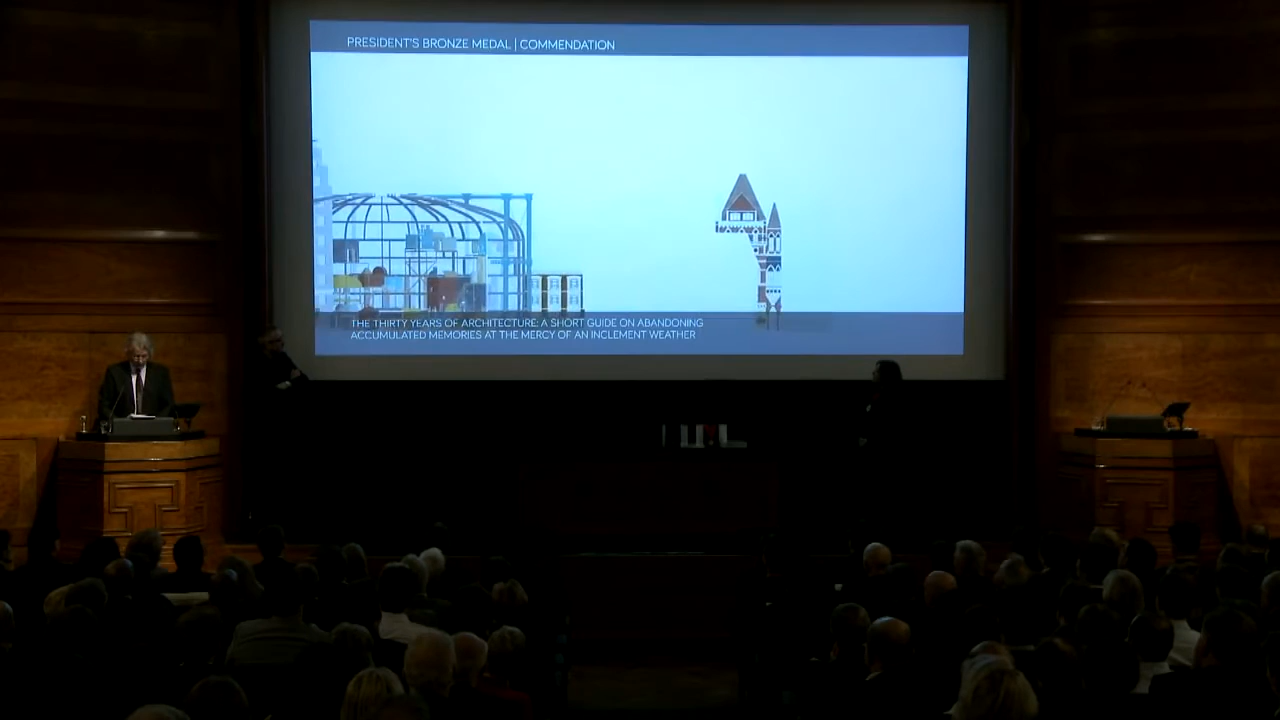 PRESIDENT'S BRONZE MEDAL | COMMENDATION
THE THIRTY YEARS OF ARCHITECTURE: A SHORT GUIDE ON ABANDONING
ACCUMULATED MEMORIES AT THE MERCY OF AN INCLEMENT WEATHER